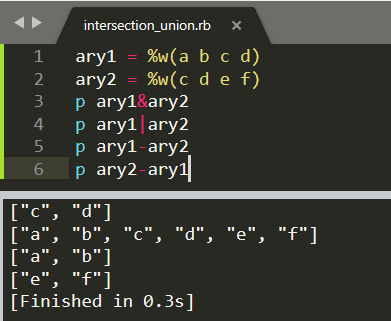 intersection_union.rb ×
1 ary1 = %w(a b c d)
2 ary2 = %w(c d e f)
3 p ary1&ary2
4 p ary1|ary2
5 p ary1-ary2
6 p ary2-ary1
["c", "d"]
["a", "b", "c", "d", "e", "f"]
["a", "b"]
["e", "f"]
[Finished in 0.3s]